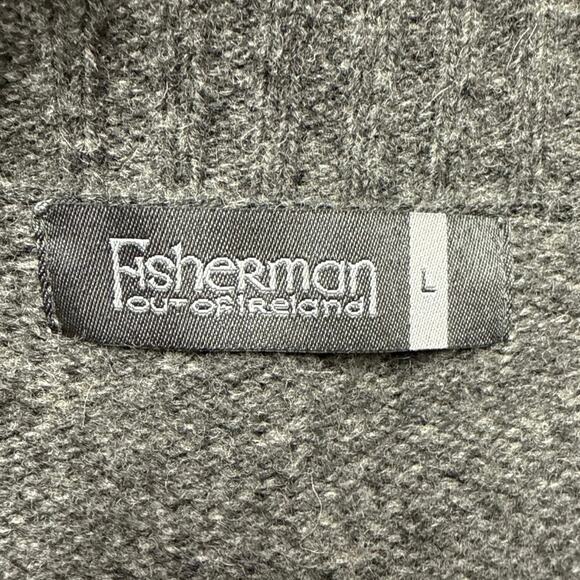 Fisherman
out of ireland
L